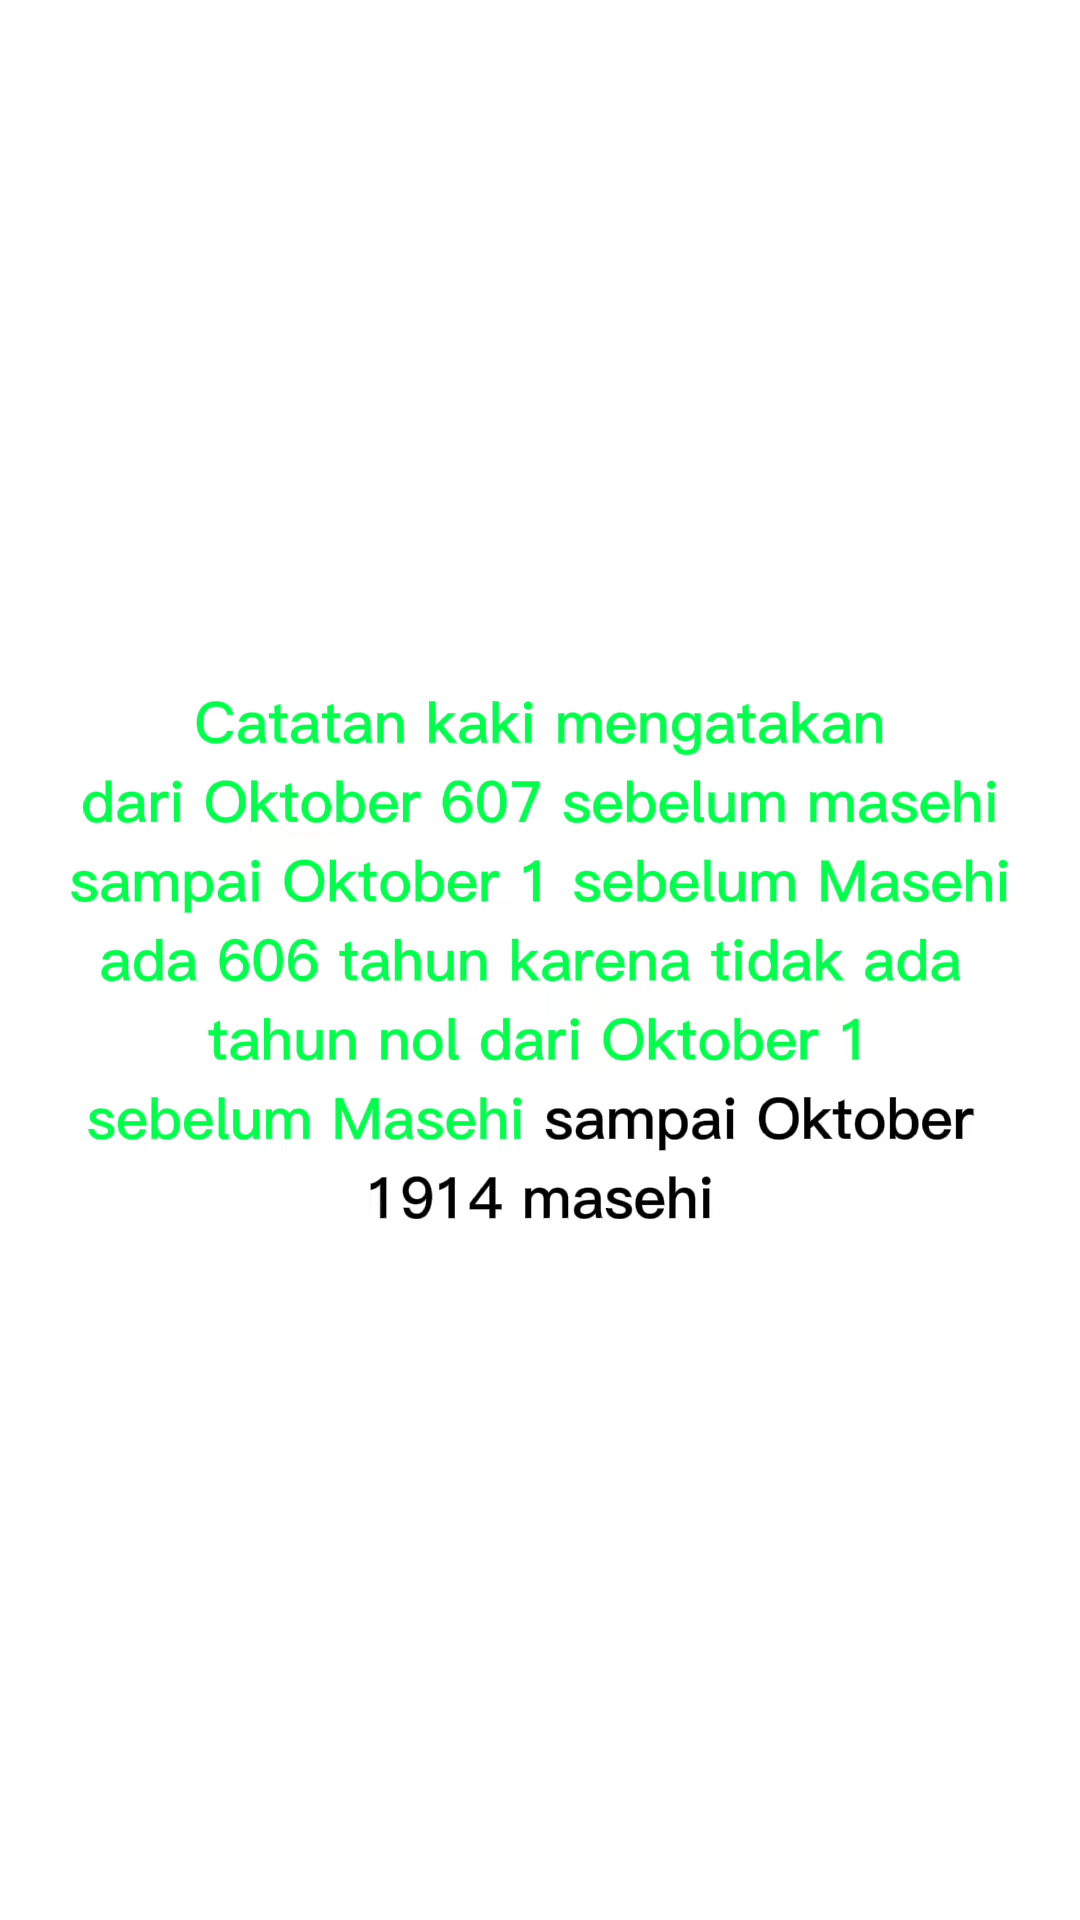 Catatan kaki mengatakan
dari Oktober 607 sebelum masehi
sampai Oktober 1 sebelum Masehi
ada 606 tahun karena tidak ada
tahun nol dari Oktober 1
sebelum Masehi sampai Oktober
1914 masehi